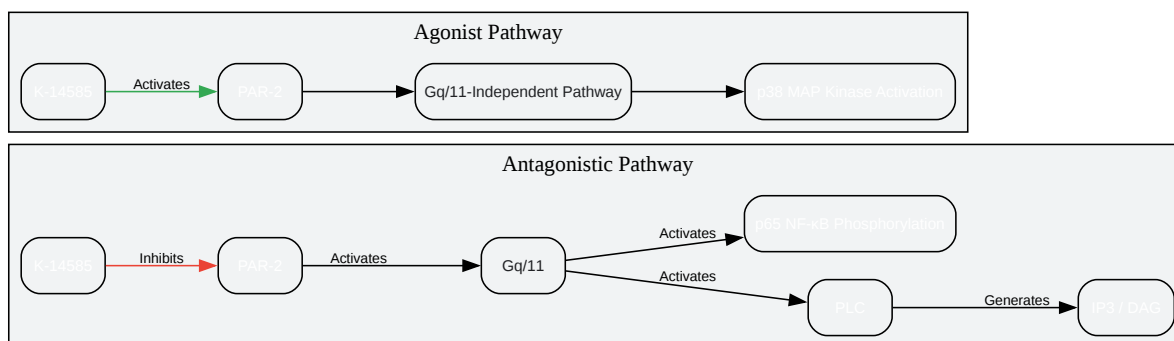 Agonist Pathway
K-14585
Activates
PAR-2
Gq/11-Independent Pathway
p38 MAP Kinase Activation
Antagonistic Pathway
K-14585
Inhibits
PAR-2
Activates
Gq/11
Activates
p65 NF-κB Phosphorylation
Activates
PLC
Generates
IP3 / DAG